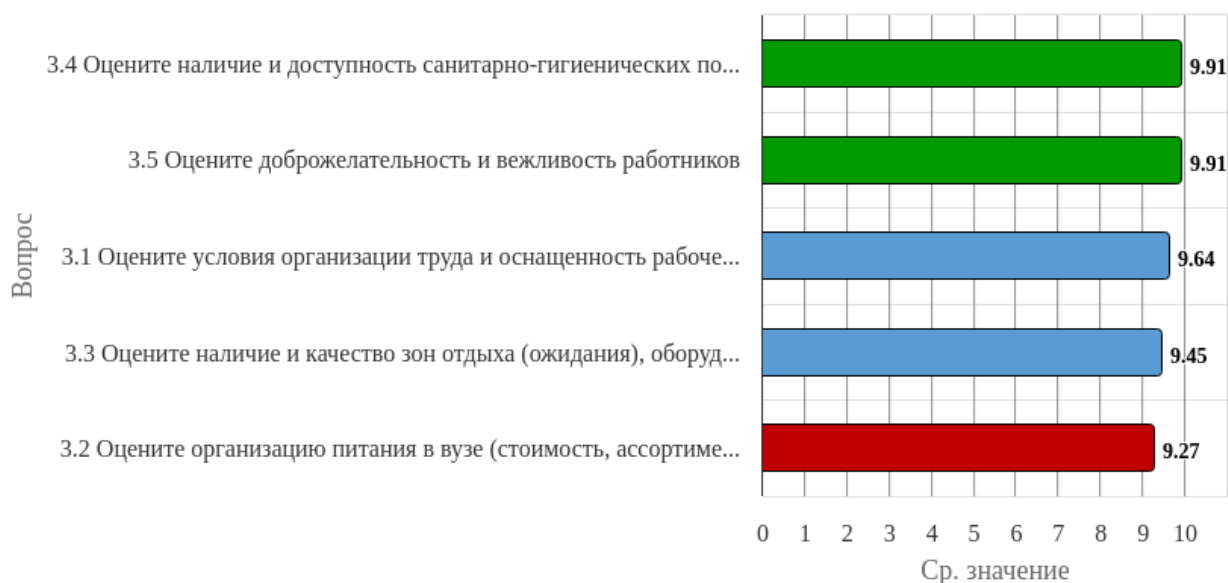 3.4 Оцените наличие и доступность санитарно-гигиенических по...
9.91
3.5 Оцените доброжелательность и вежливость работников
9.91
Вопрос
3.1 Оцените условия организации труда и оснащенность рабоче...
9.64
3.3 Оцените наличие и качество зон отдыха (ожидания), оборуд...
9.45
3.2 Оцените организацию питания в вузе (стоимость, ассортиме...
9.27
0 1 2 3 4 5 6 7 8 9 10
Ср. значение